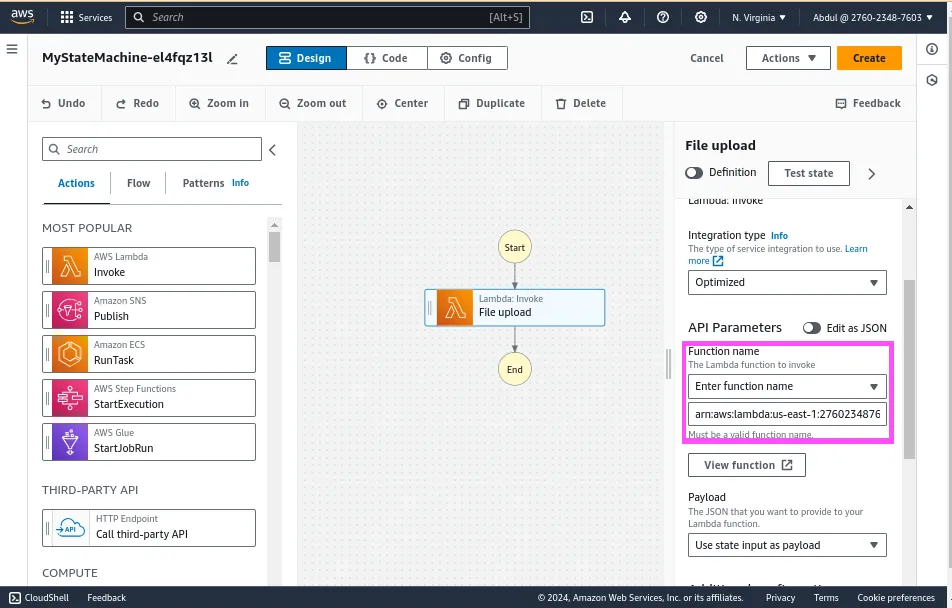 aws
Services
Search
[Alt+S]
N. Virginia
Abdul @ 2760-2348-7603
MyStateMachine-el4fqz13l
Design
{} Code
Config
Cancel
Actions
Create
Undo
Redo
Zoom in
Zoom out
Center
Duplicate
Delete
Feedback
Search
Actions
Flow
Patterns
Info
MOST POPULAR
AWS Lambda
Invoke
Amazon SNS
Publish
Amazon ECS
RunTask
AWS Step Functions
StartExecution
AWS Glue
StartJobRun
THIRD-PARTY API
API
HTTP Endpoint
Call third-party API
COMPUTE
Start
Lambda: Invoke
File upload
End
File upload
Definition
Test state
Lambda: Invoke
Integration type Info
The type of service integration to use. Learn
more
Optimized
API Parameters
Edit as JSON
Function name
The Lambda function to invoke
Enter function name
arn:aws:lambda:us-east-1:2760234876
Must be a valid function name.
View function
Payload
The JSON that you want to provide to your
Lambda function.
Use state input as payload
CloudShell
Feedback
© 2024, Amazon Web Services, Inc. or its affiliates.
Privacy
Terms
Cookie preferences